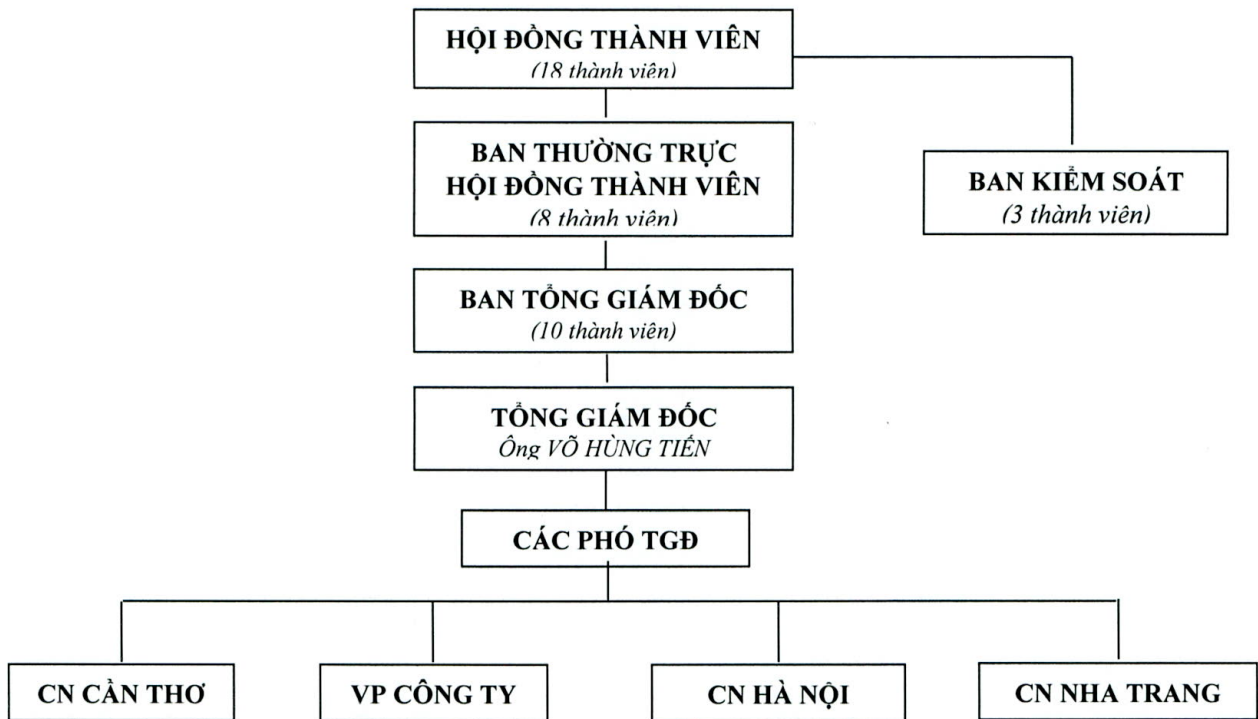 HỘI ĐỒNG THÀNH VIÊN
(18 thành viên)
BAN THƯỜNG TRỰC
HỘI ĐỒNG THÀNH VIÊN
(8 thành viên)
BAN KIỂM SOÁT
(3 thành viên)
BAN TỔNG GIÁM ĐỐC
(10 thành viên)
TỔNG GIÁM ĐỐC
Ông VÕ HÙNG TIẾN
CÁC PHÓ TGĐ
CN CẦN THƠ
VP CÔNG TY
CN HÀ NỘI
CN NHA TRANG